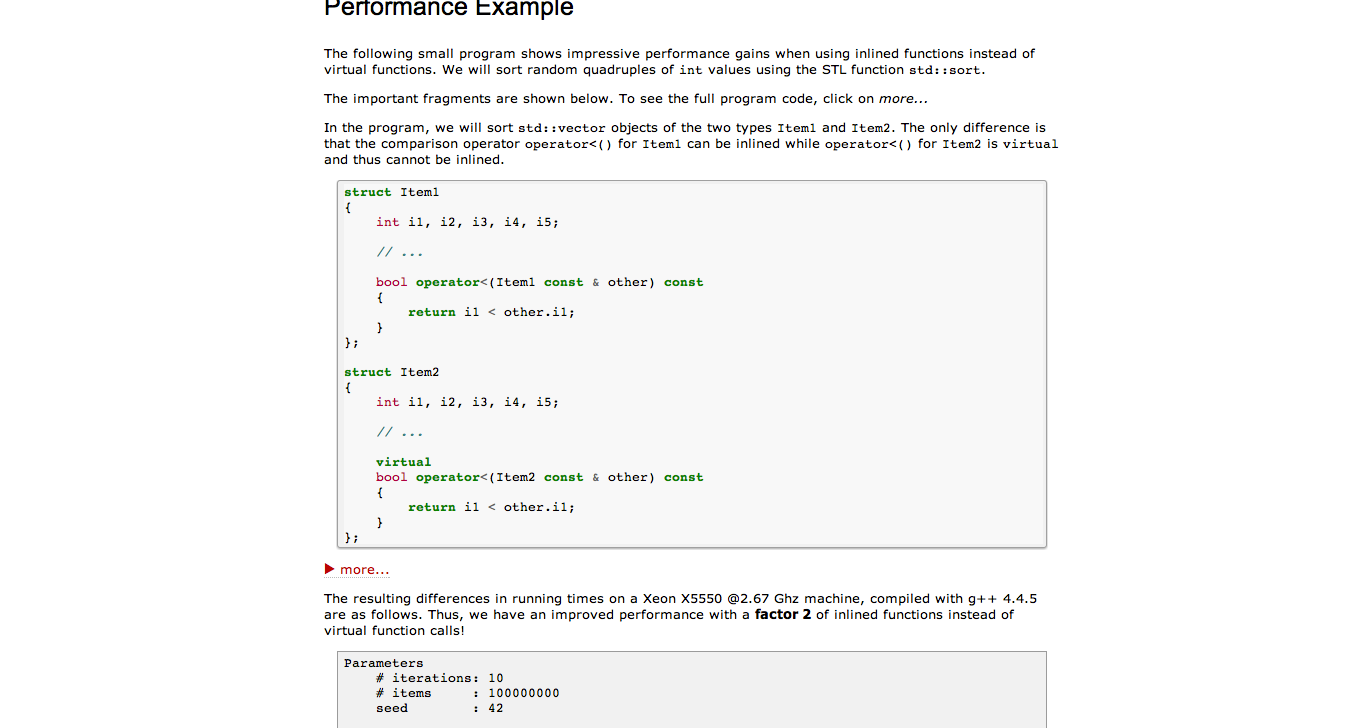 Performance Example
The following small program shows impressive performance gains when using inlined functions instead of
virtual functions. We will sort random quadruples of int values using the STL function std::sort.
The important fragments are shown below. To see the full program code, click on more...
In the program, we will sort std::vector objects of the two types Item1 and Item2. The only difference is
that the comparison operator operator<() for Item1 can be inlined while operator<() for Item2 is virtual
and thus cannot be inlined.
struct Item1
{
    int i1, i2, i3, i4, i5;
    // ...
    bool operator<(Item1 const & other) const
    {
        return i1 < other.i1;
    }
};
struct Item2
{
    int i1, i2, i3, i4, i5;
    // ...
    virtual
    bool operator<(Item2 const & other) const
    {
        return i1 < other.i1;
    }
};
more...
The resulting differences in running times on a Xeon X5550 @2.67 Ghz machine, compiled with g++ 4.4.5
are as follows. Thus, we have an improved performance with a factor 2 of inlined functions instead of
virtual function calls!
Parameters
    # iterations: 10
    # items     : 100000000
    seed        : 42